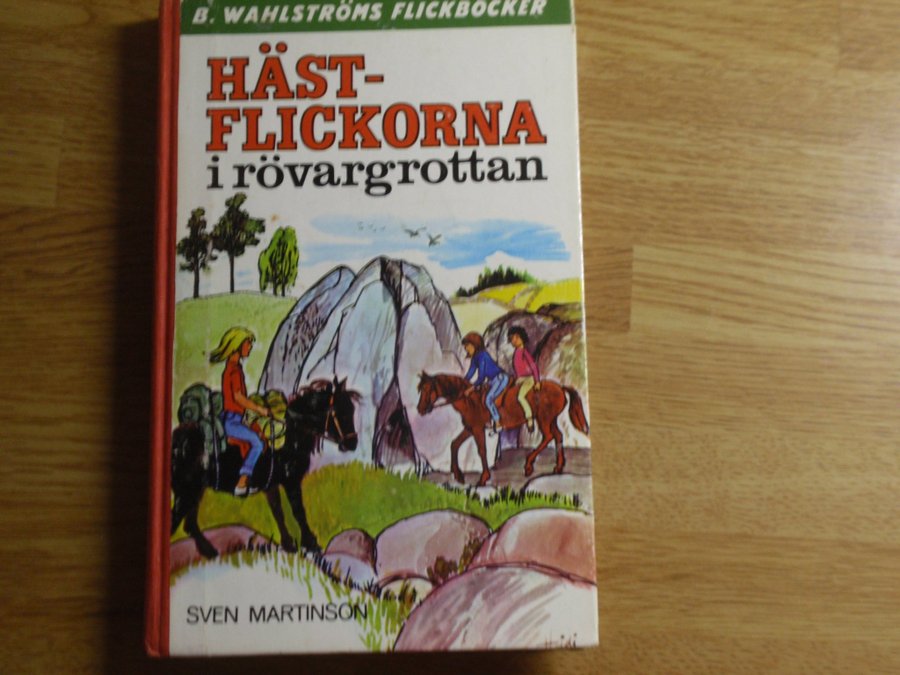 B. WAHLSTRÖMS FLICKBÖCKER
HÄST-
FLICKORNA
i rövargrottan
SVEN MARTINSON